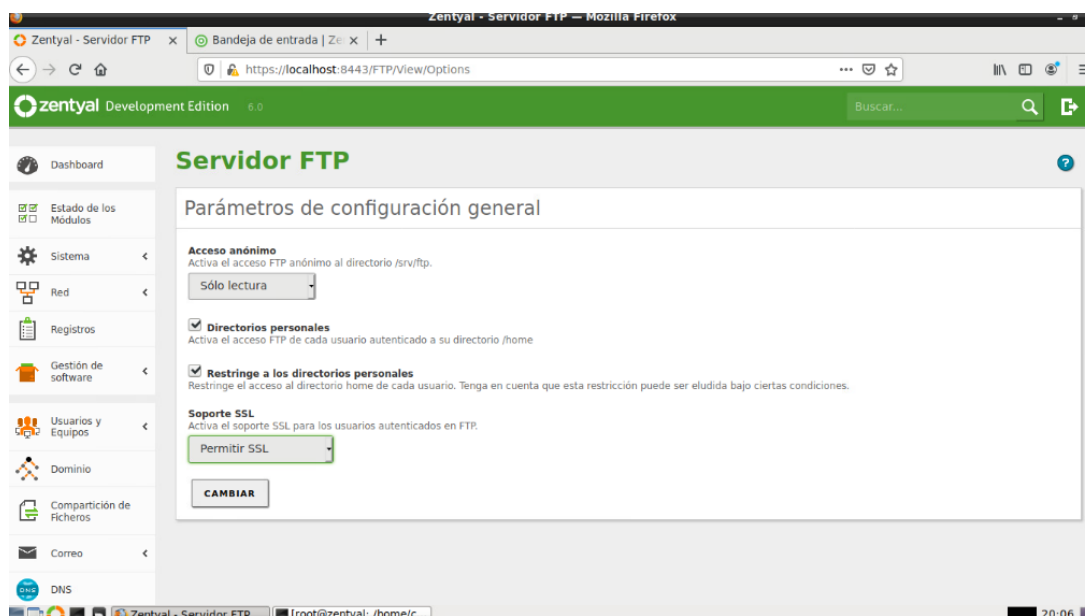 Zentyal - Servidor FTP — Mozilla Firefox
Zentyal - Servidor FTP
Bandeja de entrada | Ze
https://localhost:8443/FTP/View/Options
zentyal Development Edition 6.0
Buscar...
Dashboard
Estado de los
Módulos
Sistema
Red
Registros
Gestión de
software
Usuarios y
Equipos
Dominio
Compartición de
Ficheros
Correo
DNS
DNS
Servidor FTP
?
Parámetros de configuración general
Acceso anónimo
Activa el acceso FTP anónimo al directorio /srv/ftp.
Sólo lectura
Directorios personales
Activa el acceso FTP de cada usuario autenticado a su directorio /home
Restringe a los directorios personales
Restringe el acceso al directorio home de cada usuario. Tenga en cuenta que esta restricción puede ser eludida bajo ciertas condiciones.
Soporte SSL
Activa el soporte SSL para los usuarios autenticados en FTP.
Permitir SSL
CAMBIAR
Zentyal - Servidor FTP ...
[root@zentyal: /home/c...
20:06